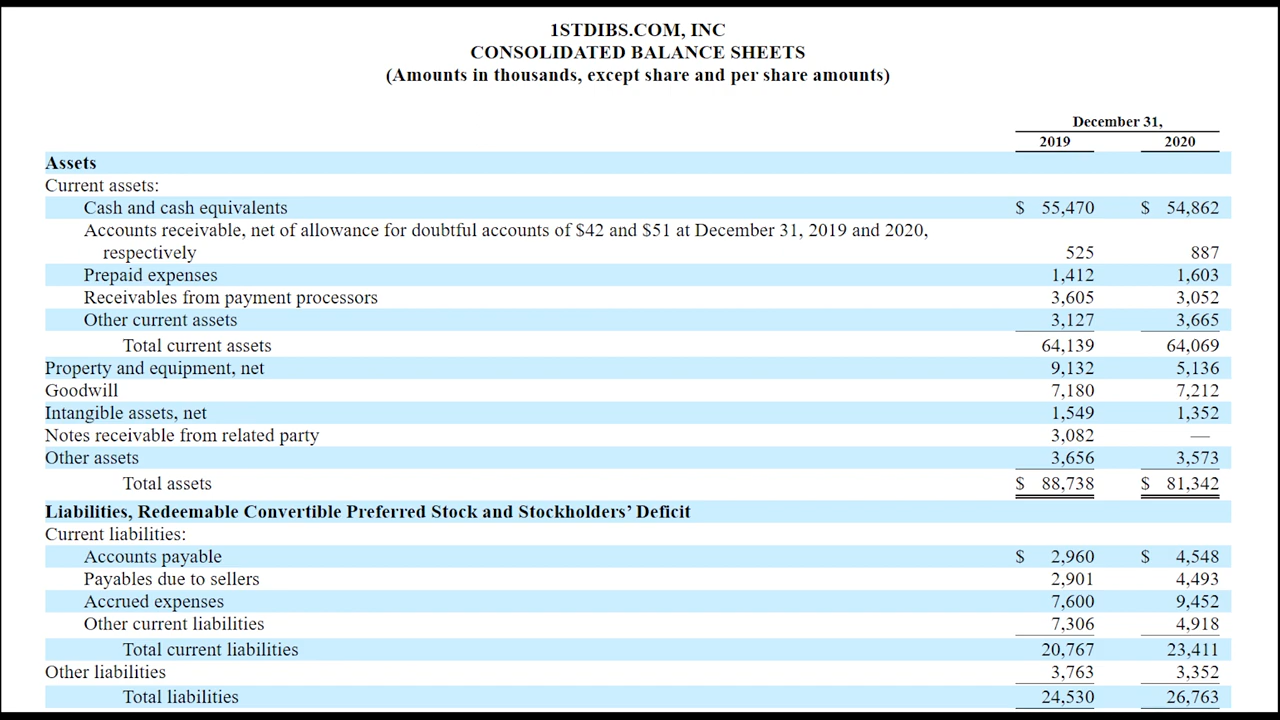 1STDIBS.COM, INC
CONSOLIDATED BALANCE SHEETS
(Amounts in thousands, except share and per share amounts)
December 31,
2019 2020
Assets
Current assets:
Cash and cash equivalents $ 55,470 $ 54,862
Accounts receivable, net of allowance for doubtful accounts of $42 and $51 at December 31, 2019 and 2020,
respectively 525 887
Prepaid expenses 1,412 1,603
Receivables from payment processors 3,605 3,052
Other current assets 3,127 3,665
Total current assets 64,139 64,069
Property and equipment, net 9,132 5,136
Goodwill 7,180 7,212
Intangible assets, net 1,549 1,352
Notes receivable from related party 3,082 —
Other assets 3,656 3,573
Total assets $ 88,738 $ 81,342
Liabilities, Redeemable Convertible Preferred Stock and Stockholders’ Deficit
Current liabilities:
Accounts payable $ 2,960 $ 4,548
Payables due to sellers 2,901 4,493
Accrued expenses 7,600 9,452
Other current liabilities 7,306 4,918
Total current liabilities 20,767 23,411
Other liabilities 3,763 3,352
Total liabilities 24,530 26,763